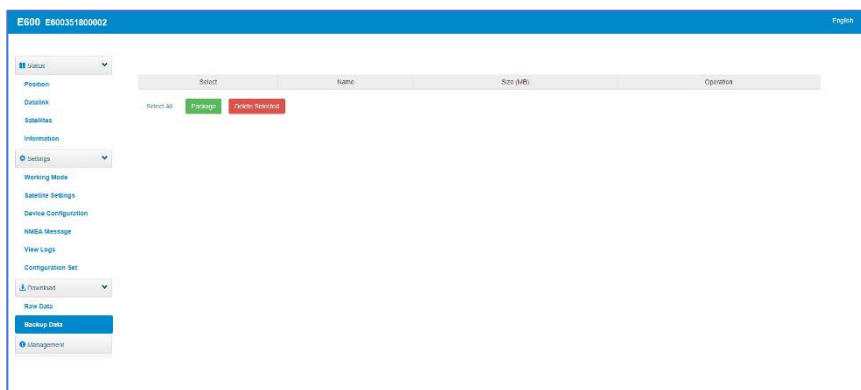 E600 E600351800002
English
Status
Position
Datalink
Satellites
Information
Settings
Working Mode
Satellite Settings
Device Configuration
NMEA Message
View Logs
Configuration Set
Download
Raw Data
Backup Data
Management
Select Name Size (MB) Operation
Select All Package Delete Selected